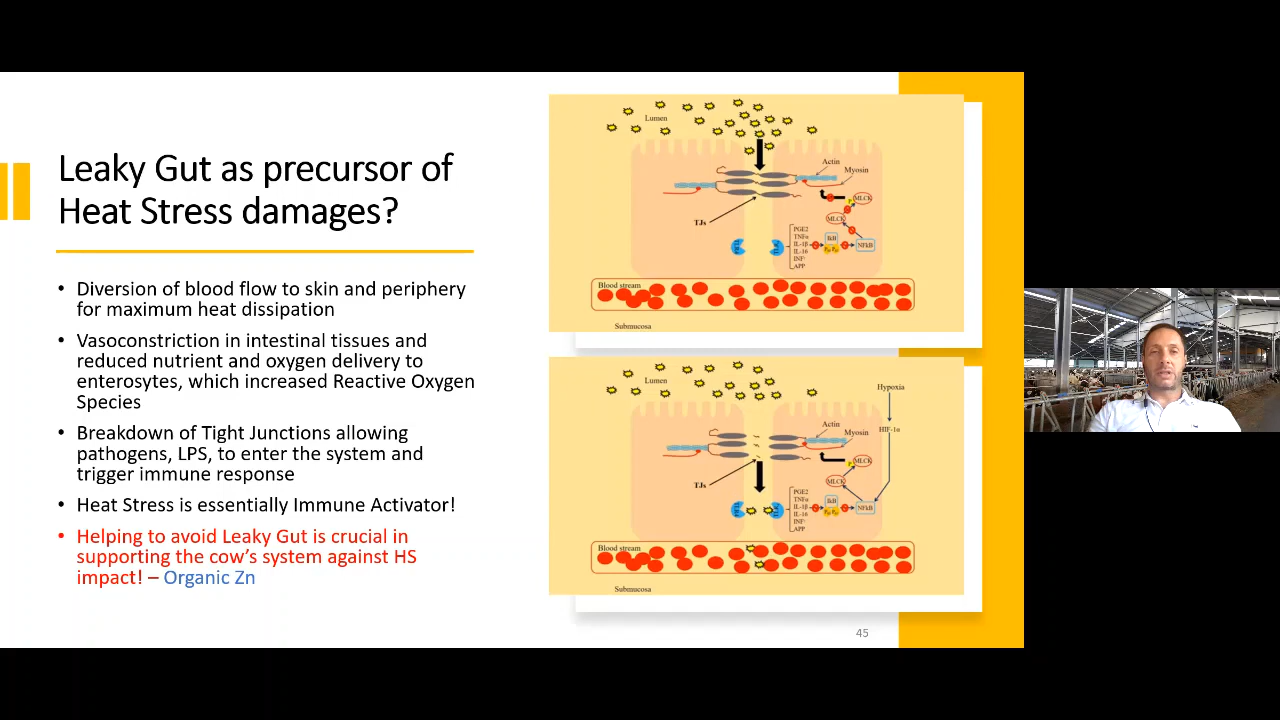 Leaky Gut as precursor of
Heat Stress damages?
• Diversion of blood flow to skin and periphery
for maximum heat dissipation
• Vasoconstriction in intestinal tissues and
reduced nutrient and oxygen delivery to
enterosytes, which increased Reactive Oxygen
Species
• Breakdown of Tight Junctions allowing
pathogens, LPS, to enter the system and
trigger immune response
• Heat Stress is essentially Immune Activator!
• Helping to avoid Leaky Gut is crucial in
supporting the cow's system against HS
impact! – Organic Zn
Lumen
Actin
Myosin
MLCK
MLCK
TJs
PGE2
TNFα
IL-1β
IL-16
INF
APP
IkB
NFkB
Blood stream
Submucosa
Lumen
Hypoxia
Actin
Myosin
HIF-1α
MLCK
MLCK
TJs
PGE2
TNFα
IL-1β
IL-16
INF
APP
IkB
NFkB
Blood stream
Submucosa
45